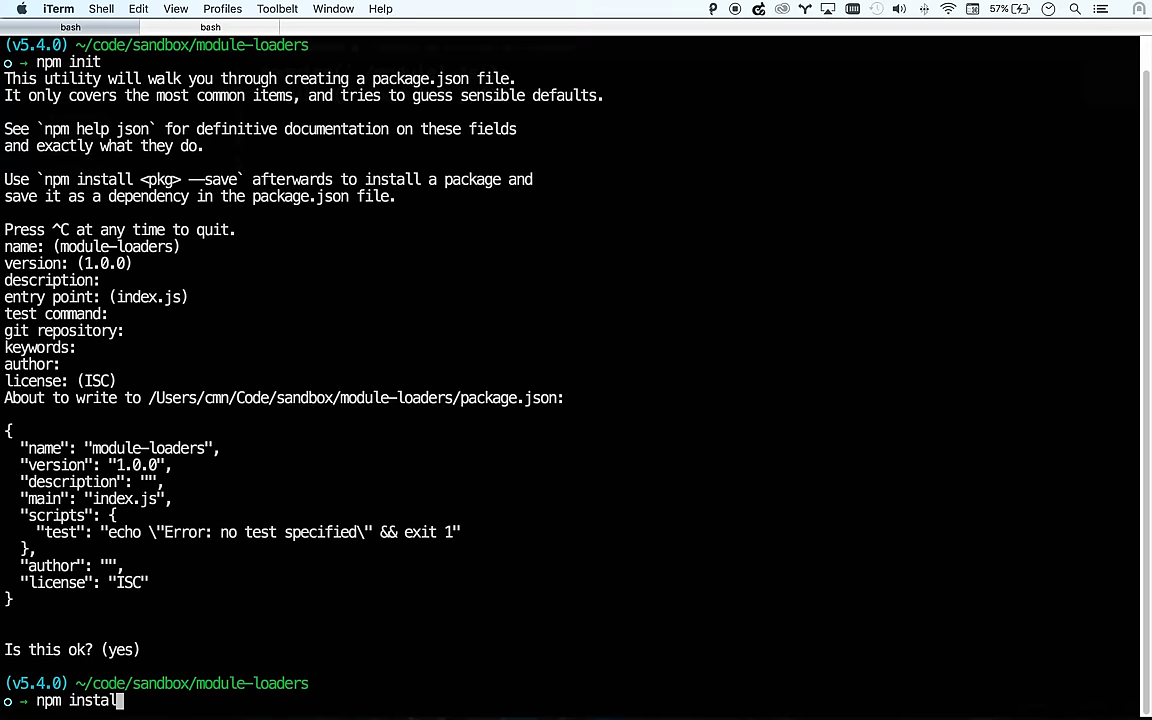 iTerm Shell Edit View Profiles Toolbelt Window Help 57%
bash bash
(v5.4.0) ~/code/sandbox/module-loaders
→ npm init
This utility will walk you through creating a package.json file.
It only covers the most common items, and tries to guess sensible defaults.
See `npm help json` for definitive documentation on these fields
and exactly what they do.
Use `npm install <pkg> --save` afterwards to install a package and
save it as a dependency in the package.json file.
Press ^C at any time to quit.
name: (module-loaders)
version: (1.0.0)
description:
entry point: (index.js)
test command:
git repository:
keywords:
author:
license: (ISC)
About to write to /Users/cmn/Code/sandbox/module-loaders/package.json:
{
"name": "module-loaders",
"version": "1.0.0",
"description": "",
"main": "index.js",
"scripts": {
"test": "echo \"Error: no test specified\" && exit 1"
},
"author": "",
"license": "ISC"
}
Is this ok? (yes)
(v5.4.0) ~/code/sandbox/module-loaders
→ npm instal